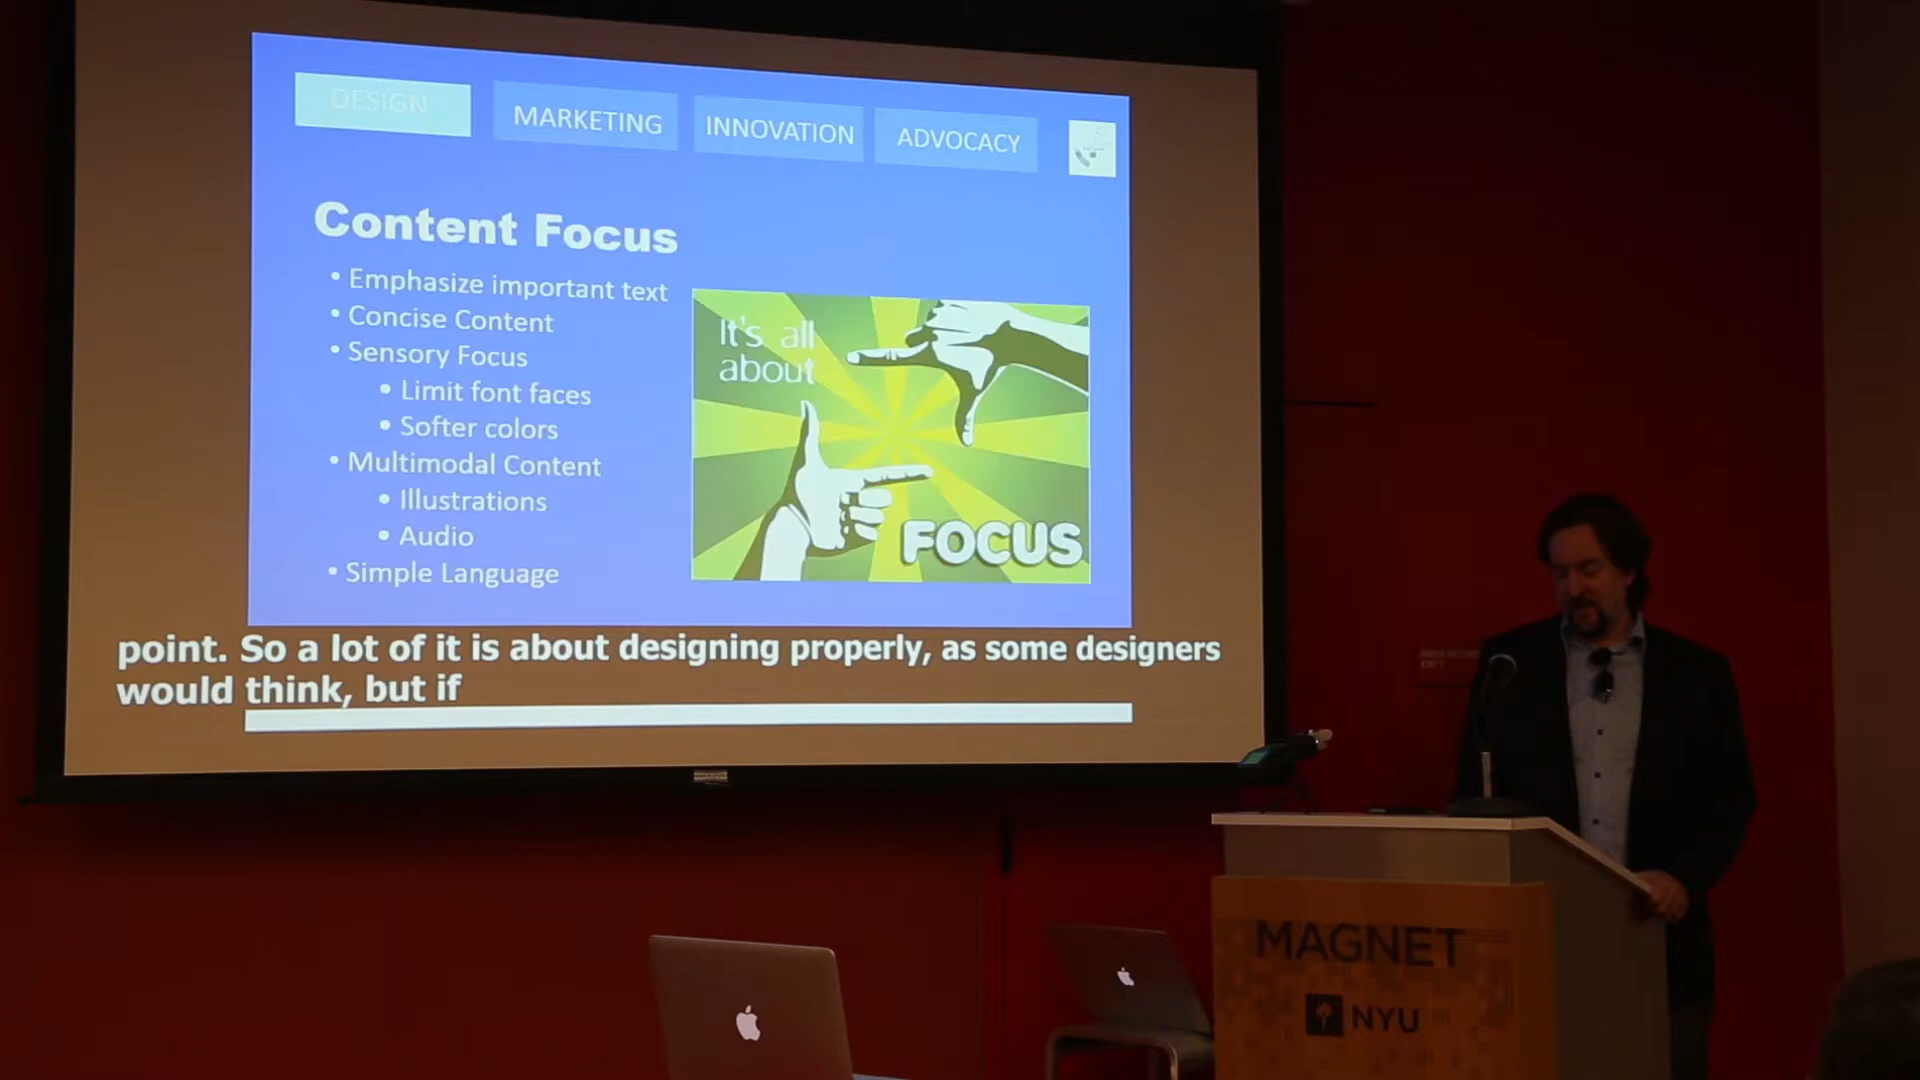 DESIGN
MARKETING
INNOVATION
ADVOCACY
Content Focus
• Emphasize important text
• Concise Content
• Sensory Focus
• Limit font faces
• Softer colors
• Multimodal Content
• Illustrations
• Audio
• Simple Language
It's all
about
FOCUS
point. So a lot of it is about designing properly, as some designers
would think, but if
MAGNET
NYU